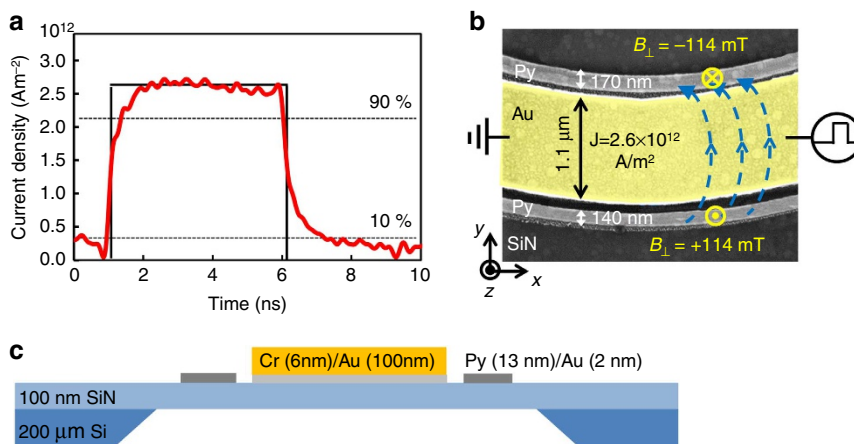 a
3.0
10¹²
2.5
2.0
1.5
1.0
0.5
0.0
Current density (Am⁻²)
90 %
10 %
0
2
4
6
8
10
Time (ns)
b
B⊥ = −114 mT
Py
170 nm
Au
1.1 µm
J=2.6×10¹²
A/m²
Py
140 nm
SiN
B⊥ = +114 mT
y
z
x
c
Cr (6nm)/Au (100nm)
Py (13 nm)/Au (2 nm)
100 nm SiN
200 µm Si